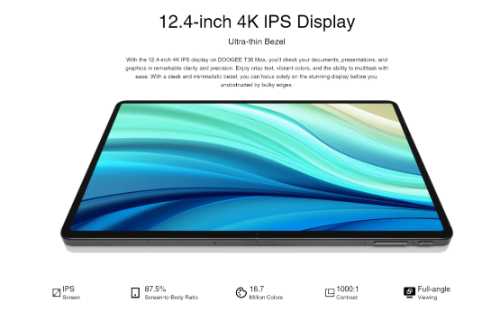 12.4-inch 4K IPS Display
Ultra-thin Bezel
With the 12.4-inch 4K IPS display on DOOGEE T30 Max, you'll check your documents, presentations, and
graphics in remarkable clarity and precision. Enjoy crisp text, vibrant colors, and the ability to multitask with
ease. With a sleek and minimalistic bezel, you can focus solely on the stunning display before you
unobstructed by bulky edges.
IPS
Screen
87.5%
Screen-to-Body Ratio
16.7
Million Colors
1000:1
Contrast
Full-angle
Viewing